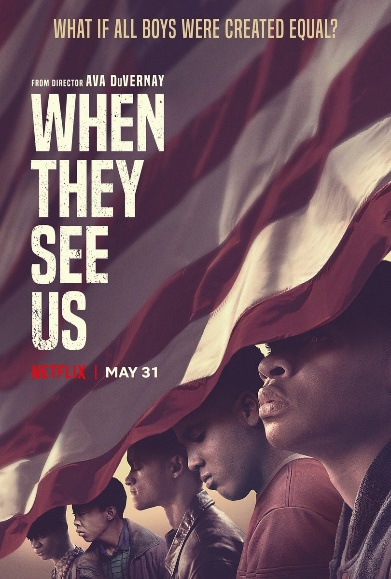 WHAT IF ALL BOYS WERE CREATED EQUAL?
FROM DIRECTOR AVA DuVERNAY
WHEN
THEY
SEE
US
NETFLIX | MAY 31